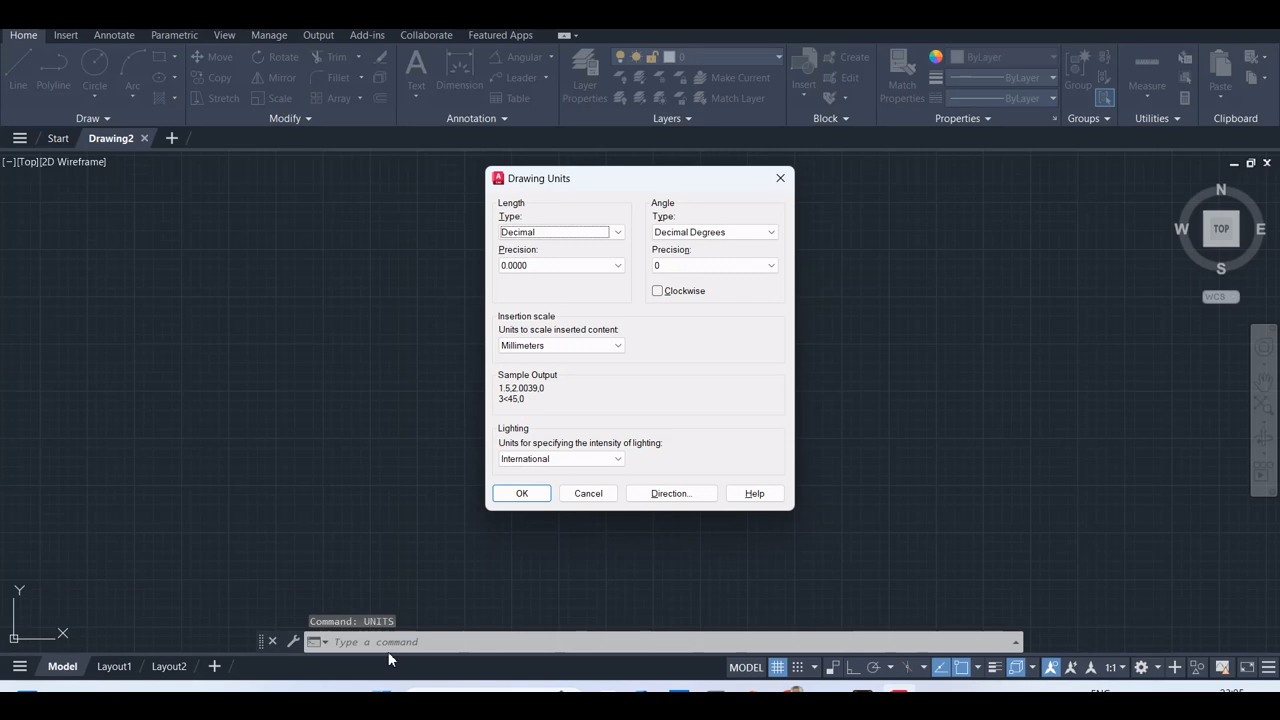 Home Insert Annotate Parametric View Manage Output Add-ins Collaborate Featured Apps
Line Polyline Circle Arc
Move Rotate Trim
Copy Mirror Fillet
Stretch Scale Array
Text Dimension
Angular
Leader
Table
Layer
Properties
0
Make Current
Match Layer
Insert
Create
Edit
Match
Properties
ByLayer
ByLayer
ByLayer
Group
Measure
Paste
Draw Modify Annotation Layers Block Properties Groups Utilities Clipboard
Start Drawing2
[−][Top][2D Wireframe]
N
W TOP E
S
WCS
Drawing Units
Length
Type:
Decimal
Precision:
0.0000
Angle
Type:
Decimal Degrees
Precision:
0
Clockwise
Insertion scale
Units to scale inserted content:
Millimeters
Sample Output
1.5,2.0039,0
3<45,0
Lighting
Units for specifying the intensity of lighting:
International
OK Cancel Direction... Help
Y
X
Command: UNITS
Type a command
Model Layout1 Layout2
MODEL 1:1